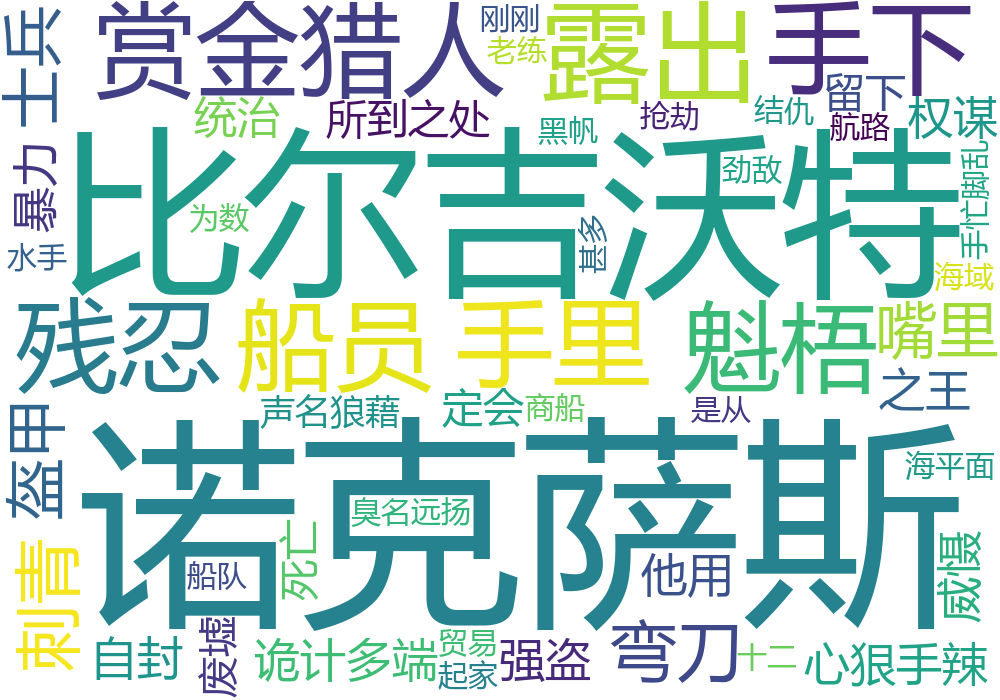 士兵
赏金猎人
刚刚
老练
露出
手下
统治
所到之处
黑帆
抢劫
结仇
留下
航路
权谋
暴力
水手
比尔吉沃特
为数
甚多
劲敌
手忙脚乱
海域
残忍
船员
手里
魁梧
嘴里
之王
声名狼藉
定会
商船
是从
盔甲
诺克萨斯
臭名远扬
海平面
船队
死亡
他用
威慑
刺青
自封
废墟
诡计多端
贸易
起家
强盗
弯刀
十二
心狠手辣